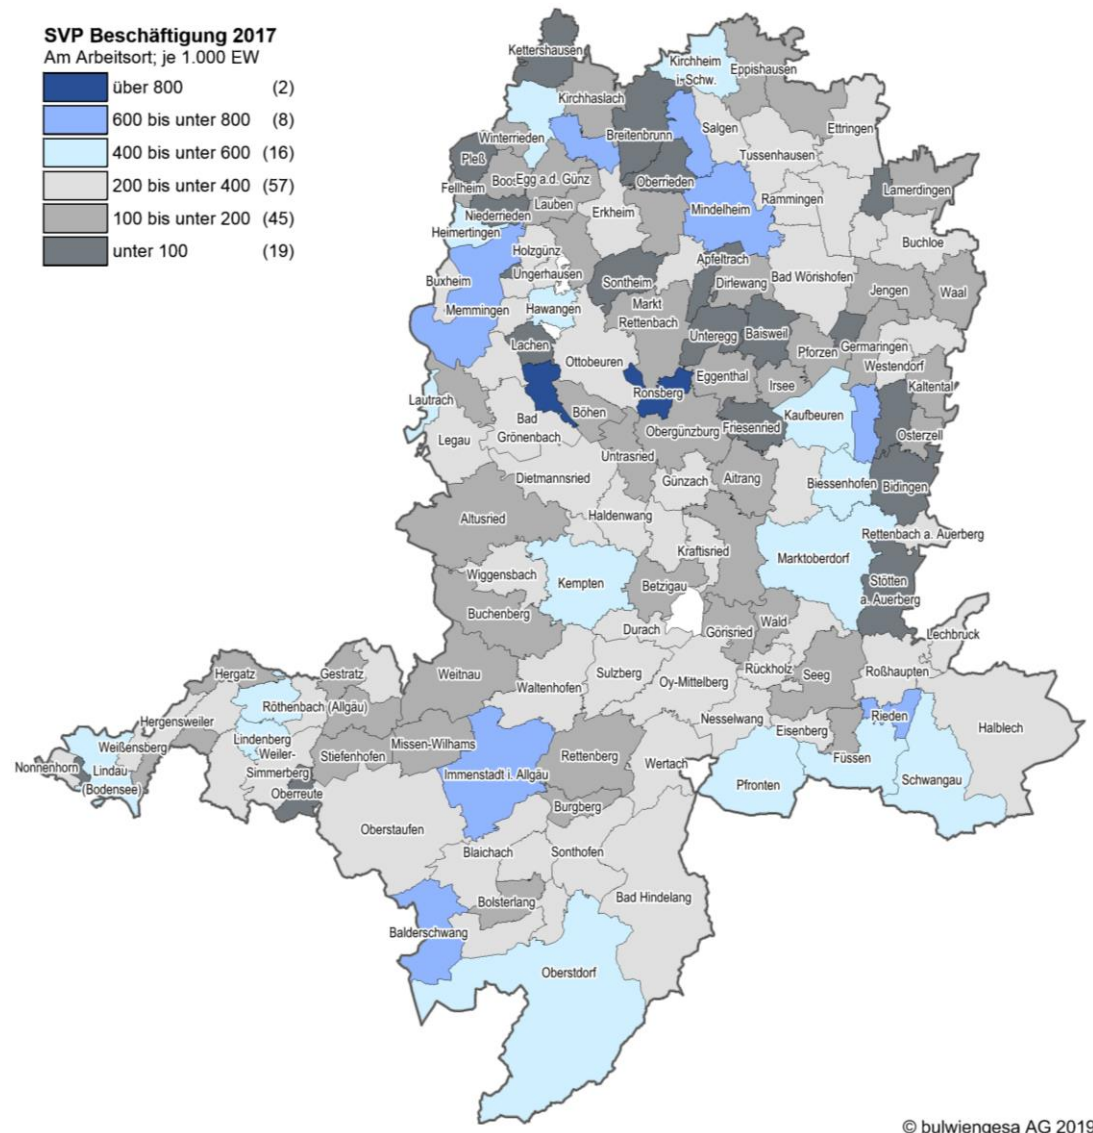 SVP Beschäftigung 2017
Am Arbeitsort; je 1.000 EW
über 800 (2)
600 bis unter 800 (8)
400 bis unter 600 (16)
200 bis unter 400 (57)
100 bis unter 200 (45)
unter 100 (19)
Kettershausen
Kirchheim
i-Schw.
Eppishausen
Kirchhaslach
Breitenbrunn
Salgen
Ettringen
Winterrieden
Tussenhausen
Pleß
Fellheim
Boos
Egg a.d. Günz
Oberrieden
Lamerdingen
Niederrieden
Lauben
Erkheim
Mindelheim
Rammingen
Heimertingen
Holzgünz
Buchloe
Buxheim
Ungerhausen
Apfeltrach
Sontheim
Dirlewang
Bad Wörishofen
Jengen
Waal
Memmingen
Hawangen
Markt
Rettenbach
Unteregg
Baisweil
Lachen
Ottobeuren
Pforzen
Germaringen
Westendorf
Lautrach
Ronsberg
Eggenthal
Irsee
Kaltental
Böhen
Kaufbeuren
Legau
Bad
Grönenbach
Obergünzburg
Friesenried
Osterzell
Untrasried
Dietmannsried
Günzach
Aitrang
Biessenhofen
Bidingen
Altusried
Haldenwang
Rettenbach a. Auerberg
Kraftisried
Marktoberdorf
Wiggensbach
Kempten
Betzigau
Stötten
a. Auerberg
Buchenberg
Durach
Görisried
Wald
Lechbruck
Hergatz
Gestratz
Weitnau
Waltenhofen
Sulzberg
Oy-Mittelberg
Rückholz
Seeg
Roßhaupten
Röthenbach (Allgäu)
Hergensweiler
Nesselwang
Rieden
Halblech
Weißensberg
Lindenberg
Missen-Wilhams
Eisenberg
Nonnenhorn
Lindau
(Bodensee)
Weiler-
Simmerberg
Stiefenhofen
Rettenberg
Wertach
Füssen
Immenstadt i. Allgäu
Pfronten
Schwangau
Oberreute
Burgberg
Oberstaufen
Blaichach
Sonthofen
Bolsterlang
Bad Hindelang
Balderschwang
Oberstdorf
© bulwiengesa AG 2019